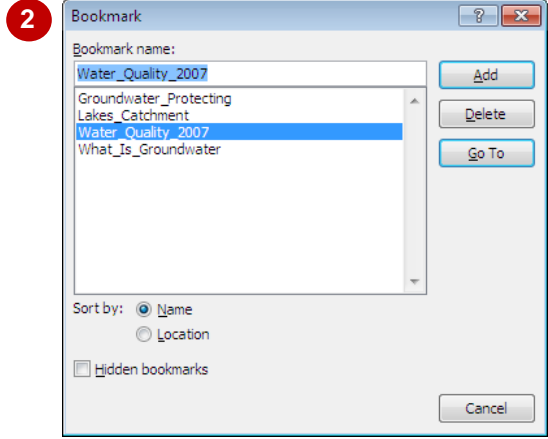 2
Bookmark
?
Bookmark name:
Water_Quality_2007
Add
Groundwater_Protecting
Lakes_Catchment
Water_Quality_2007
What_Is_Groundwater
Delete
Go To
Sort by: Name
Location
Hidden bookmarks
Cancel